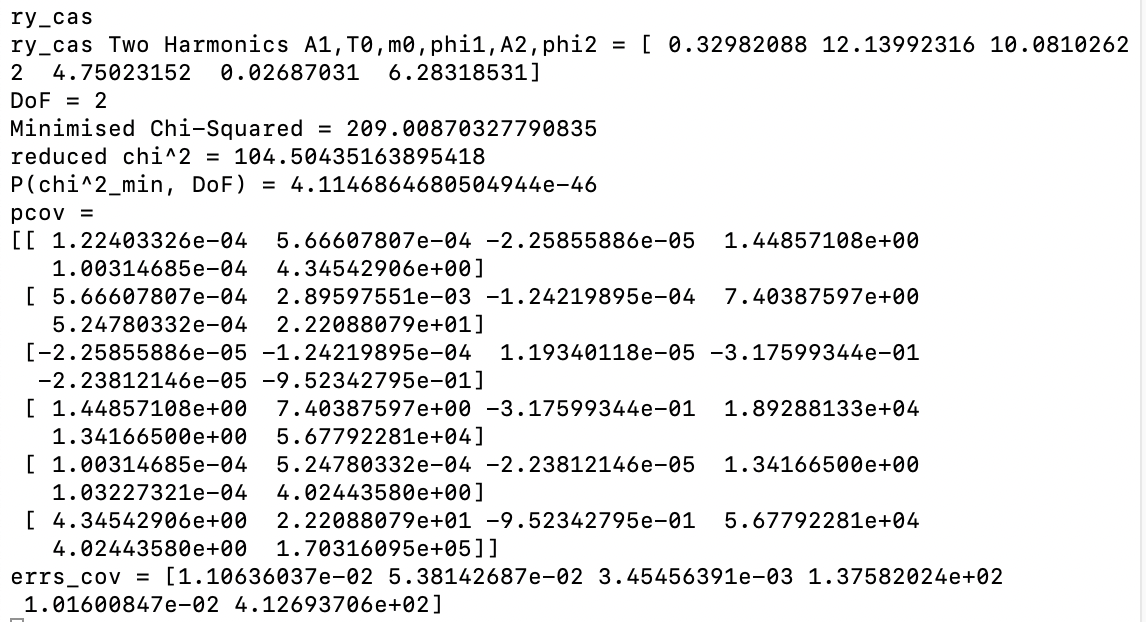 ry_cas
ry_cas Two Harmonics A1,T0,m0,phi1,A2,phi2 = [ 0.32982088 12.13992316 10.0810262
2  4.75023152  0.02687031  6.28318531]
DoF = 2
Minimised Chi-Squared = 209.00870327790835
reduced chi^2 = 104.50435163895418
P(chi^2_min, DoF) = 4.1146864680504944e-46
pcov =
[[ 1.22403326e-04  5.66607807e-04 -2.25855886e-05  1.44857108e+00
   1.00314685e-04  4.34542906e+00]
 [ 5.66607807e-04  2.89597551e-03 -1.24219895e-04  7.40387597e+00
   5.24780332e-04  2.22088079e+01]
 [-2.25855886e-05 -1.24219895e-04  1.19340118e-05 -3.17599344e-01
  -2.23812146e-05 -9.52342795e-01]
 [ 1.44857108e+00  7.40387597e+00 -3.17599344e-01  1.89288133e+04
   1.34166500e+00  5.67792281e+04]
 [ 1.00314685e-04  5.24780332e-04 -2.23812146e-05  1.34166500e+00
   1.03227321e-04  4.02443580e+00]
 [ 4.34542906e+00  2.22088079e+01 -9.52342795e-01  5.67792281e+04
   4.02443580e+00  1.70316095e+05]]
errs_cov = [1.10636037e-02 5.38142687e-02 3.45456391e-03 1.37582024e+02
 1.01600847e-02 4.12693706e+02]